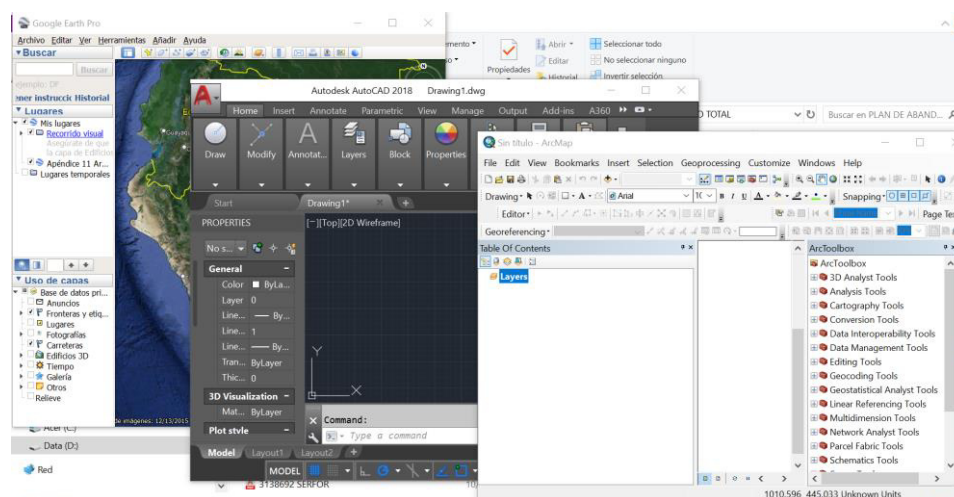 Google Earth Pro
Archivo Editar Ver Herramientas Añadir Ayuda
Buscar
Buscar
ejemplo: DF
ener instruccic Historial
Lugares
Mis lugares
Recorrido visual
Asegúrate de que
la capa de Edificios
Apéndice 11 Ar...
Lugares temporales
Uso de capas
Base de datos pri...
Anuncios
Fronteras y etiq...
Lugares
Fotografías
Carreteras
Edificios 3D
Tiempo
Galería
Otros
Relieve
de imágenes: 12/13/2015
Acer (C:)
Data (D:)
Red
Propiedades
Abrir
Editar
Historial
Seleccionar todo
No seleccionar ninguno
Invertir selección
O TOTAL
Buscar en PLAN DE ABAND...
Autodesk AutoCAD 2018 Drawing1.dwg
Home Insert Annotate Parametric View Manage Output Add-ins A360
Draw Modify Annotat... Layers Block Properties
Start Drawing1*
PROPERTIES
[−][Top][2D Wireframe]
No s...
General
Color ByLa...
Layer 0
Line... By...
Line... 1
Line... By...
Tran... ByLayer
Thic... 0
3D Visualization
Mat... ByLayer
Plot style
Y
X
Command:
Type a command
Model Layout1 Layout2
MODEL
3138692 SERFOR
10/
Sin título - ArcMap
File Edit View Bookmarks Insert Selection Geoprocessing Customize Windows Help
Drawing Arial 10 B I U A Snapping
Editor Page Te
Georeferencing
Table Of Contents
Layers
ArcToolbox
ArcToolbox
3D Analyst Tools
Analysis Tools
Cartography Tools
Conversion Tools
Data Interoperability Tools
Data Management Tools
Editing Tools
Geocoding Tools
Geostatistical Analyst Tools
Linear Referencing Tools
Multidimension Tools
Network Analyst Tools
Parcel Fabric Tools
Schematics Tools
1010.596 445.033 Unknown Units